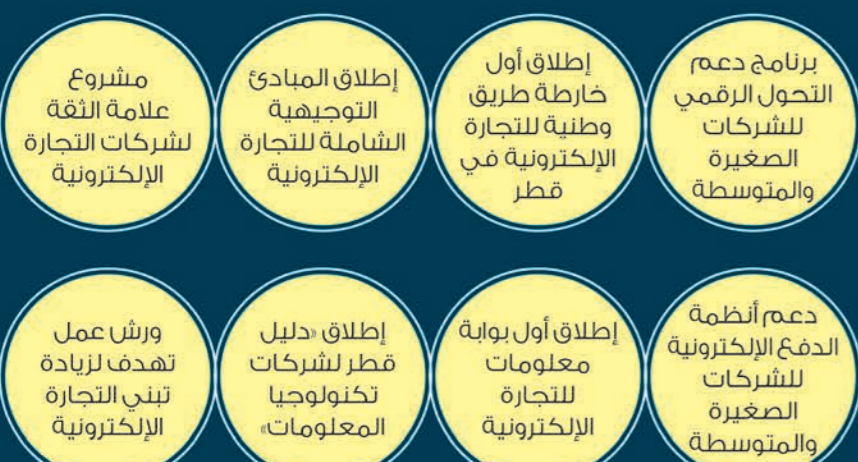 برنامج دعم
التحول الرقمي
للشركات
الصغيرة
والمتوسطة
إطلاق أول
خارطة طريق
وطنية للتجارة
الإلكترونية في
قطر
إطلاق المبادئ
التوجيهية
الشاملة للتجارة
الإلكترونية
مشروع
علامة الثقة
لشركات التجارة
الإلكترونية
دعم أنظمة
الدفع الإلكترونية
للشركات
الصغيرة
والمتوسطة
إطلاق أول بوابة
معلومات
للتجارة
الإلكترونية
إطلاق «دليل
قطر لشركات
تكنولوجيا
المعلومات»
ورش عمل
تهدف لزيادة
تبني التجارة
الإلكترونية